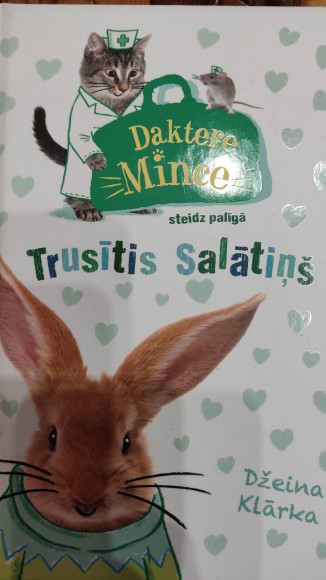 Daktere
Mince
steidz palīgā
Trusītis Salātiņš
Džeina
Klārka